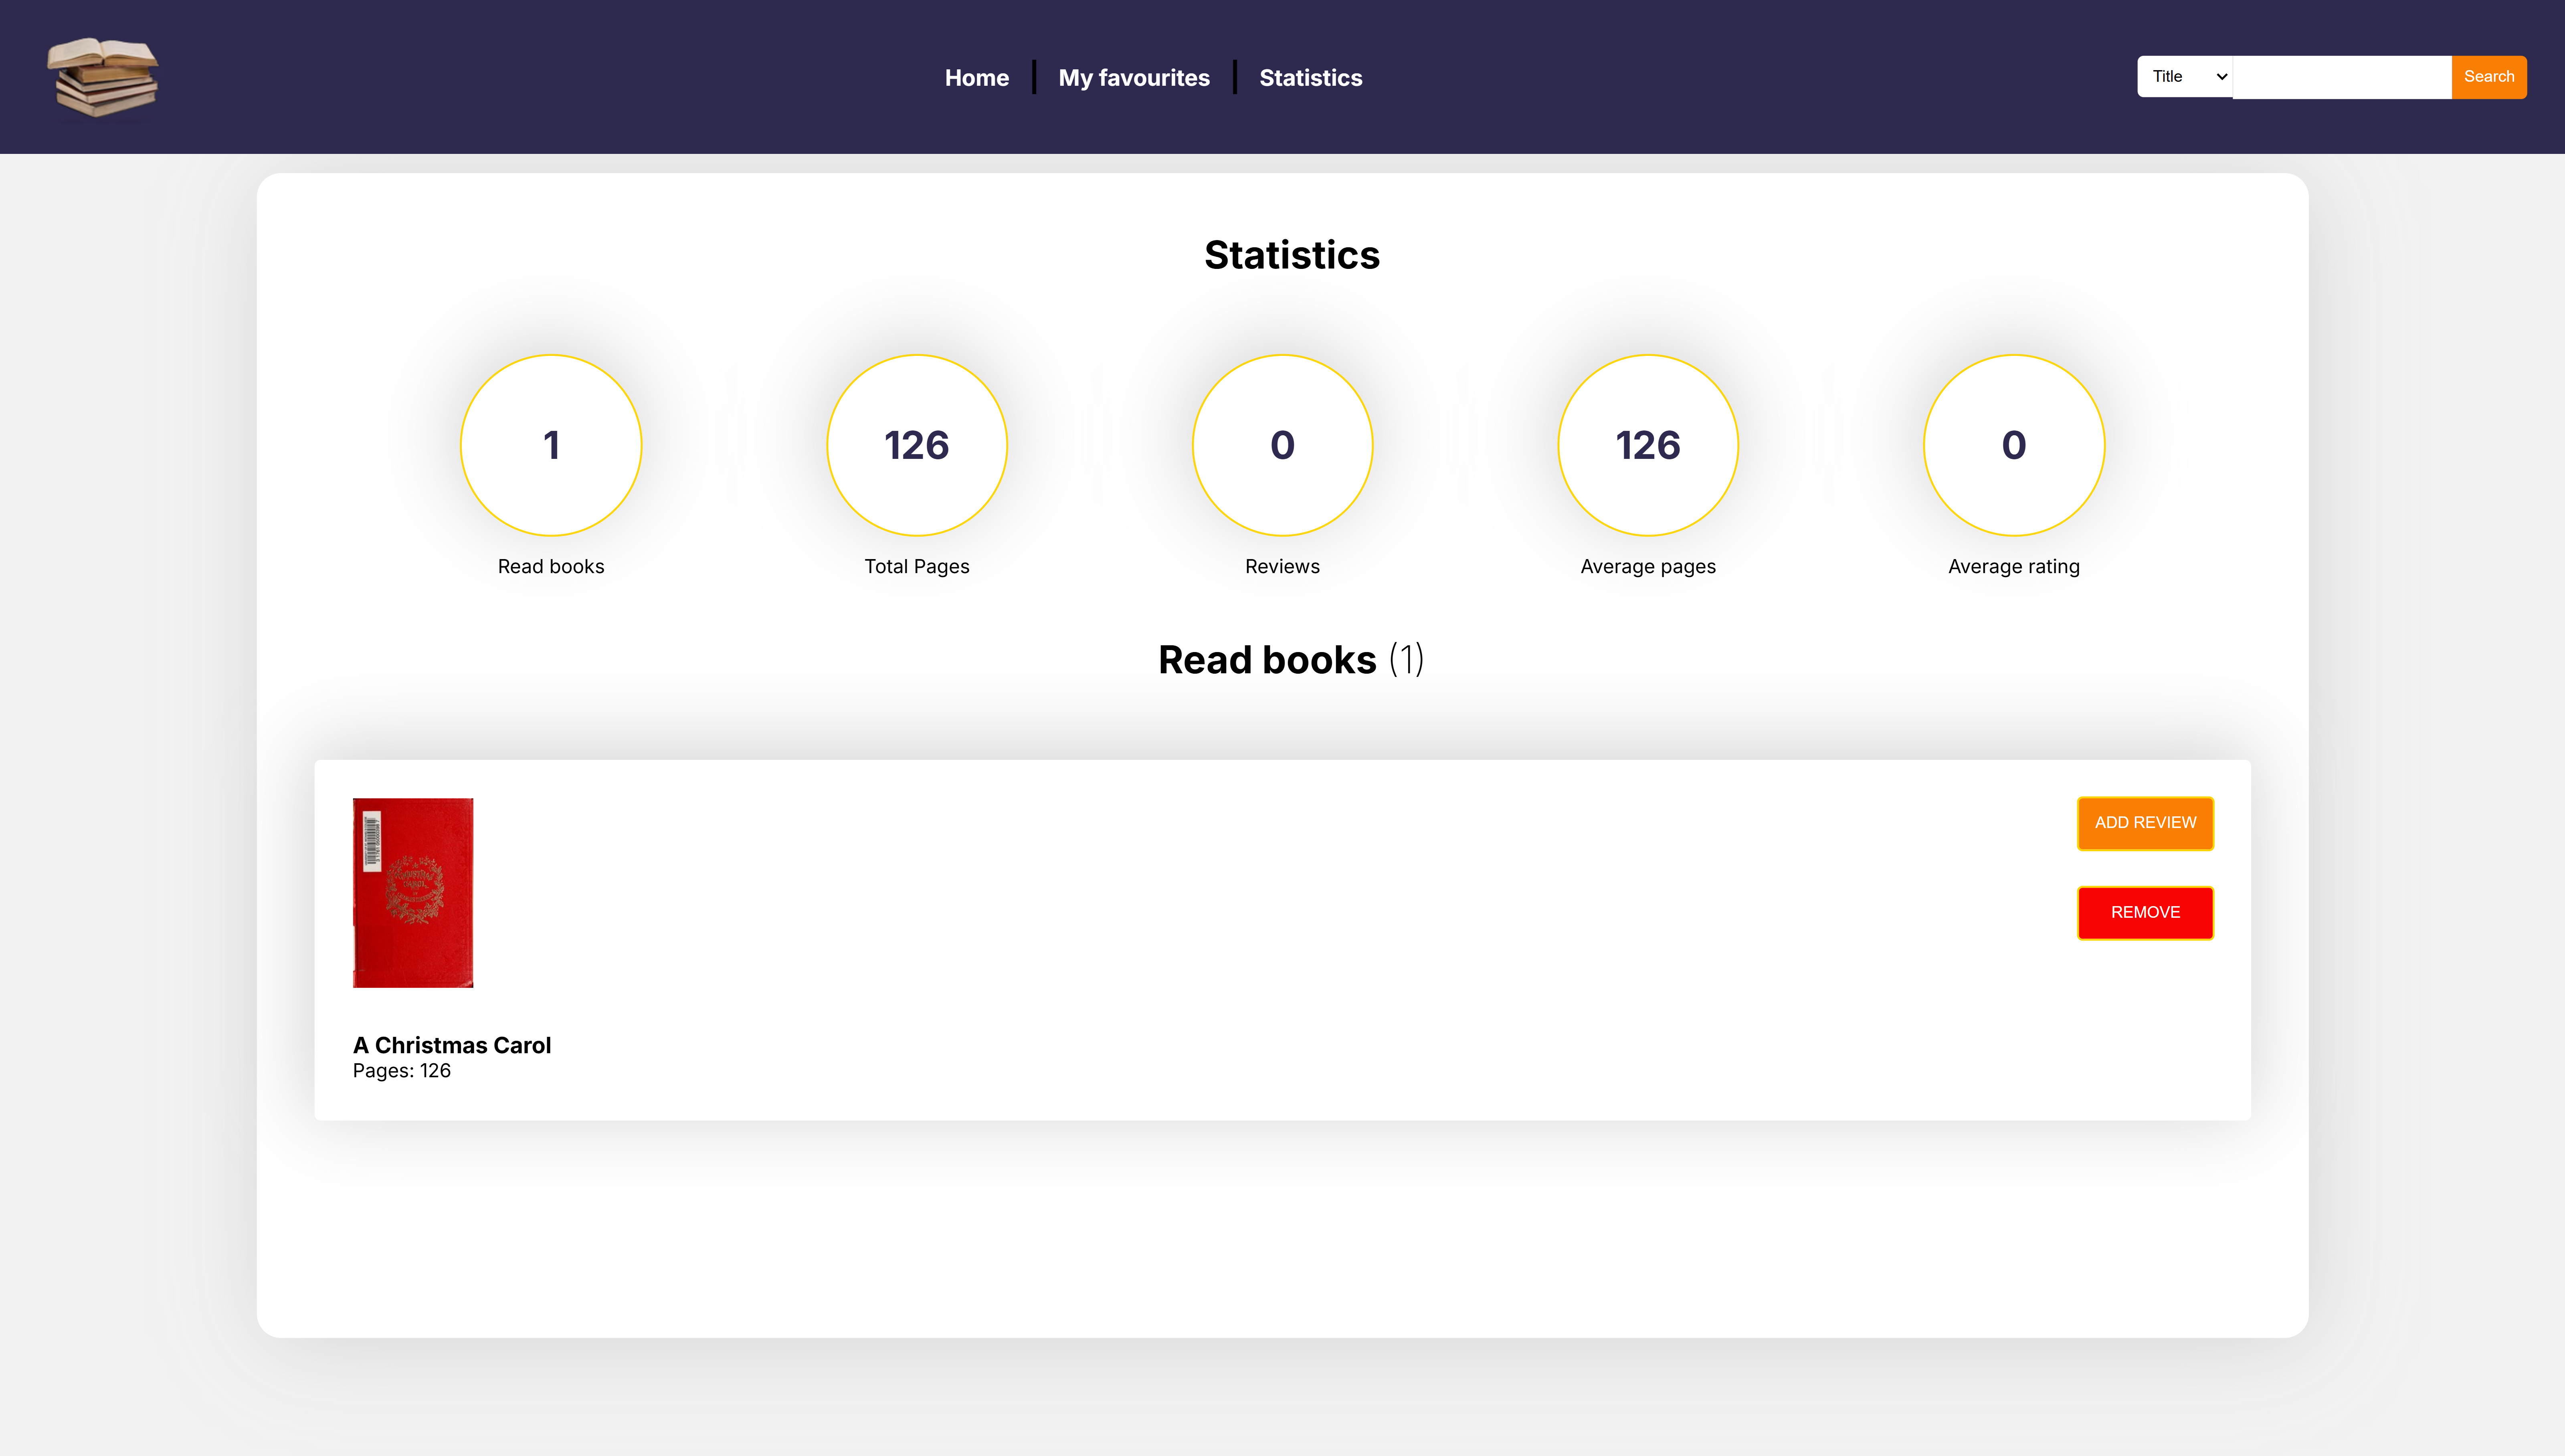 Home My favourites Statistics
Title Search
Statistics
1 126 0 126 0
Read books Total Pages Reviews Average pages Average rating
Read books (1)
ADD REVIEW
REMOVE
A Christmas Carol
Pages: 126